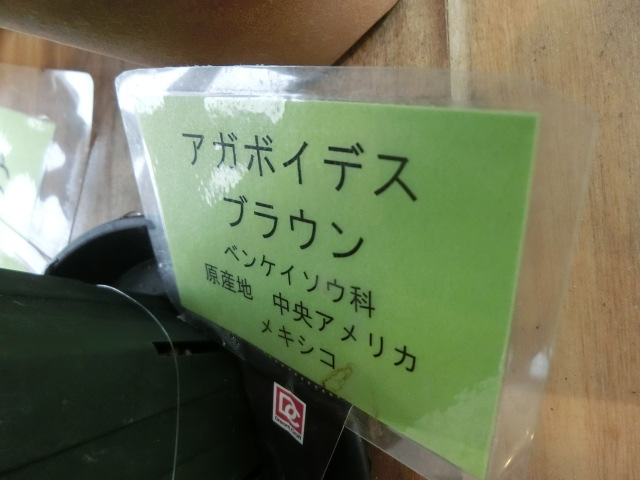 アガボイデス
ブラウン
ベンケイソウ科
原産地　中央アメリカ
メキシコ